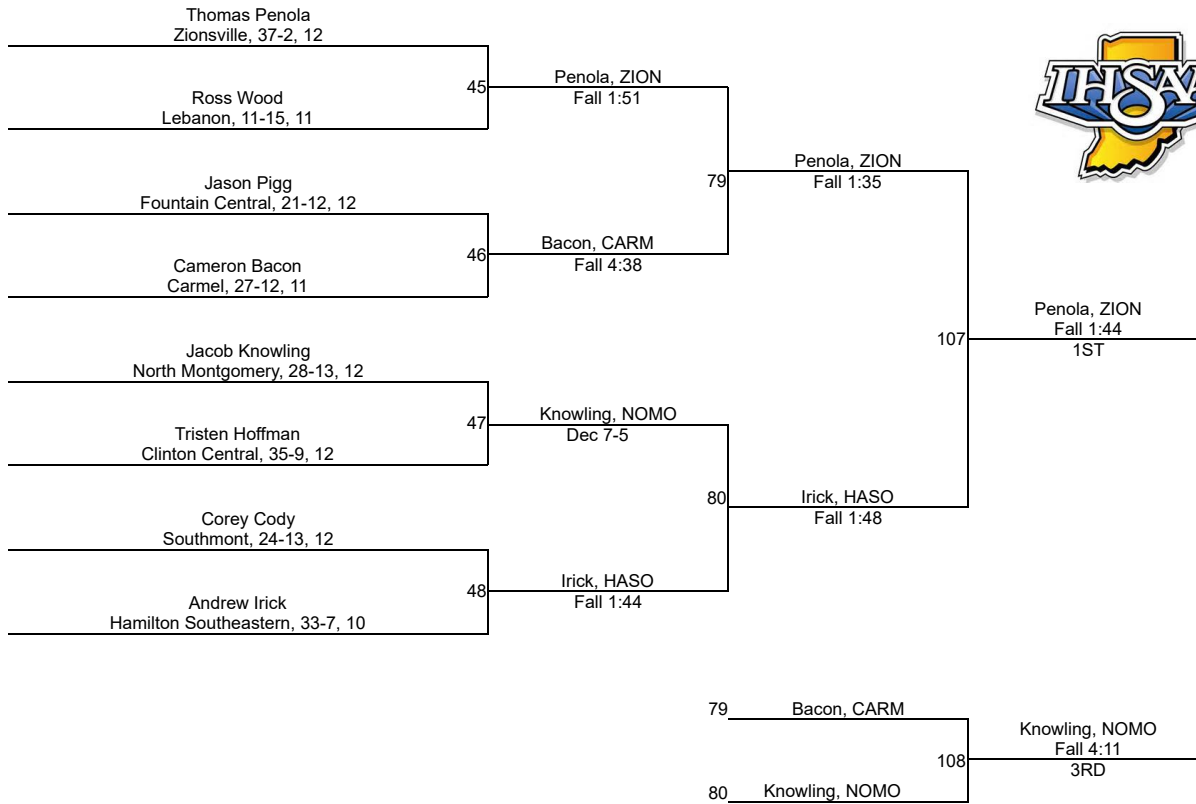 Thomas Penola
Zionsville, 37-2, 12
45
Penola, ZION
Fall 1:51
Ross Wood
Lebanon, 11-15, 11
79
Penola, ZION
Fall 1:35
Jason Pigg
Fountain Central, 21-12, 12
46
Bacon, CARM
Fall 4:38
Cameron Bacon
Carmel, 27-12, 11
107
Penola, ZION
Fall 1:44
1ST
Jacob Knowling
North Montgomery, 28-13, 12
47
Knowling, NOMO
Dec 7-5
Tristen Hoffman
Clinton Central, 35-9, 12
80
Irick, HASO
Fall 1:48
Corey Cody
Southmont, 24-13, 12
48
Irick, HASO
Fall 1:44
Andrew Irick
Hamilton Southeastern, 33-7, 10
79
Bacon, CARM
108
Knowling, NOMO
Fall 4:11
3RD
80
Knowling, NOMO
IHSAA